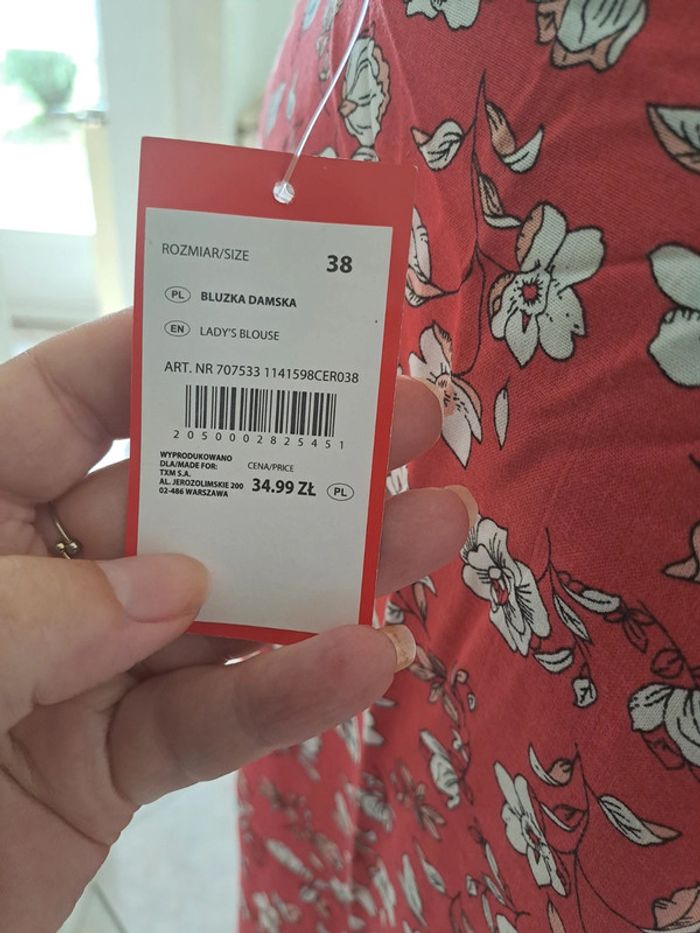 ROZMIAR/SIZE 38
PL BLUZKA DAMSKA
EN LADY'S BLOUSE
ART. NR 707533 1141598CER038
2050002825451
WYPRODUKOWANO
DLA/MADE FOR:
TXM S.A.
AL. JEROZOLIMSKIE 200
02-486 WARSZAWA
CENA/PRICE
34.99 ZŁ PL